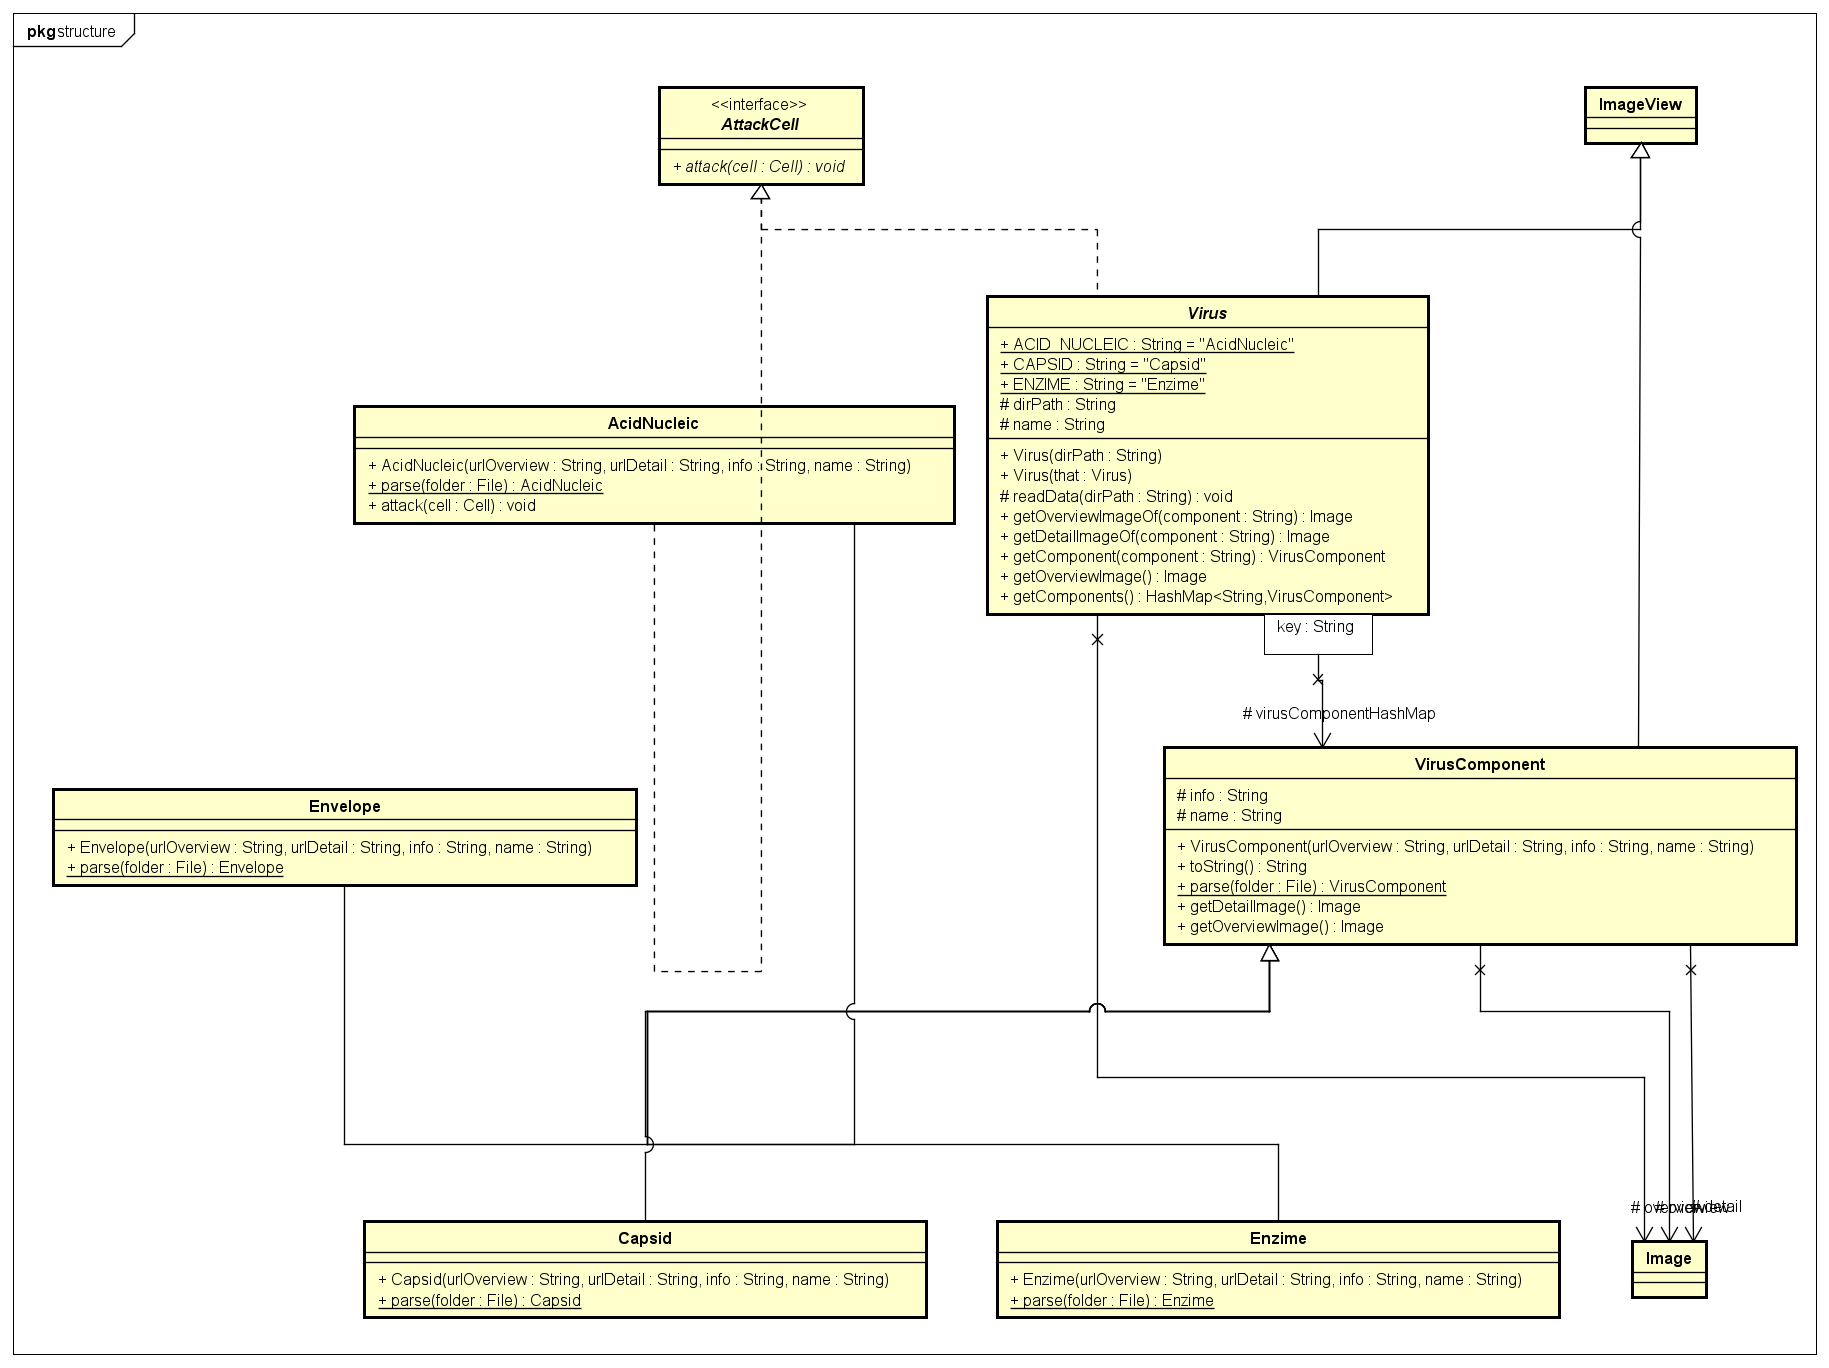 pkg structure
<<interface>>
AttackCell
+ attack(cell : Cell) : void
ImageView
Virus
+ ACID_NUCLEIC : String = "AcidNucleic"
+ CAPSID : String = "Capsid"
+ ENZIME : String = "Enzime"
# dirPath : String
# name : String
+ Virus(dirPath : String)
+ Virus(that : Virus)
# readData(dirPath : String) : void
+ getOverviewImageOf(component : String) : Image
+ getDetailImageOf(component : String) : Image
+ getComponent(component : String) : VirusComponent
+ getOverviewImage() : Image
+ getComponents() : HashMap<String,VirusComponent>
key : String
# virusComponentHashMap
AcidNucleic
+ AcidNucleic(urlOverview : String, urlDetail : String, info : String, name : String)
+ parse(folder : File) : AcidNucleic
+ attack(cell : Cell) : void
VirusComponent
# info : String
# name : String
+ VirusComponent(urlOverview : String, urlDetail : String, info : String, name : String)
+ toString() : String
+ parse(folder : File) : VirusComponent
+ getDetailImage() : Image
+ getOverviewImage() : Image
Envelope
+ Envelope(urlOverview : String, urlDetail : String, info : String, name : String)
+ parse(folder : File) : Envelope
# overview
# overview
# detail
Capsid
+ Capsid(urlOverview : String, urlDetail : String, info : String, name : String)
+ parse(folder : File) : Capsid
Enzime
+ Enzime(urlOverview : String, urlDetail : String, info : String, name : String)
+ parse(folder : File) : Enzime
Image